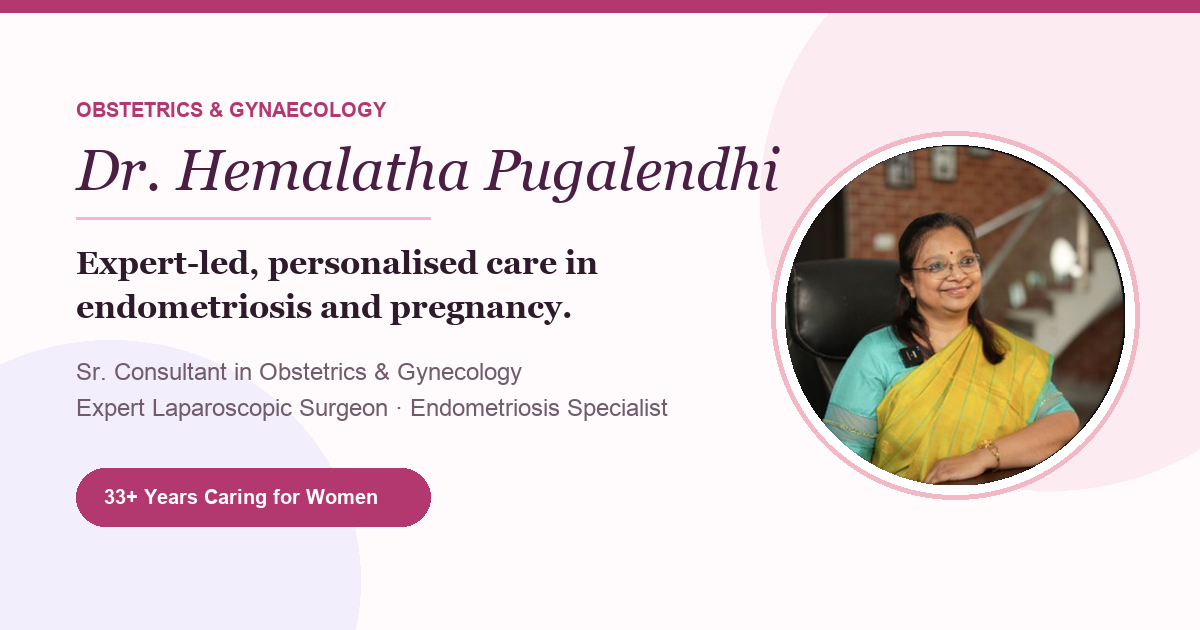 OBSTETRICS & GYNAECOLOGY
Dr. Hemalatha Pugalendhi
Expert-led, personalised care in
endometriosis and pregnancy.
Sr. Consultant in Obstetrics & Gynecology
Expert Laparoscopic Surgeon · Endometriosis Specialist
33+ Years Caring for Women